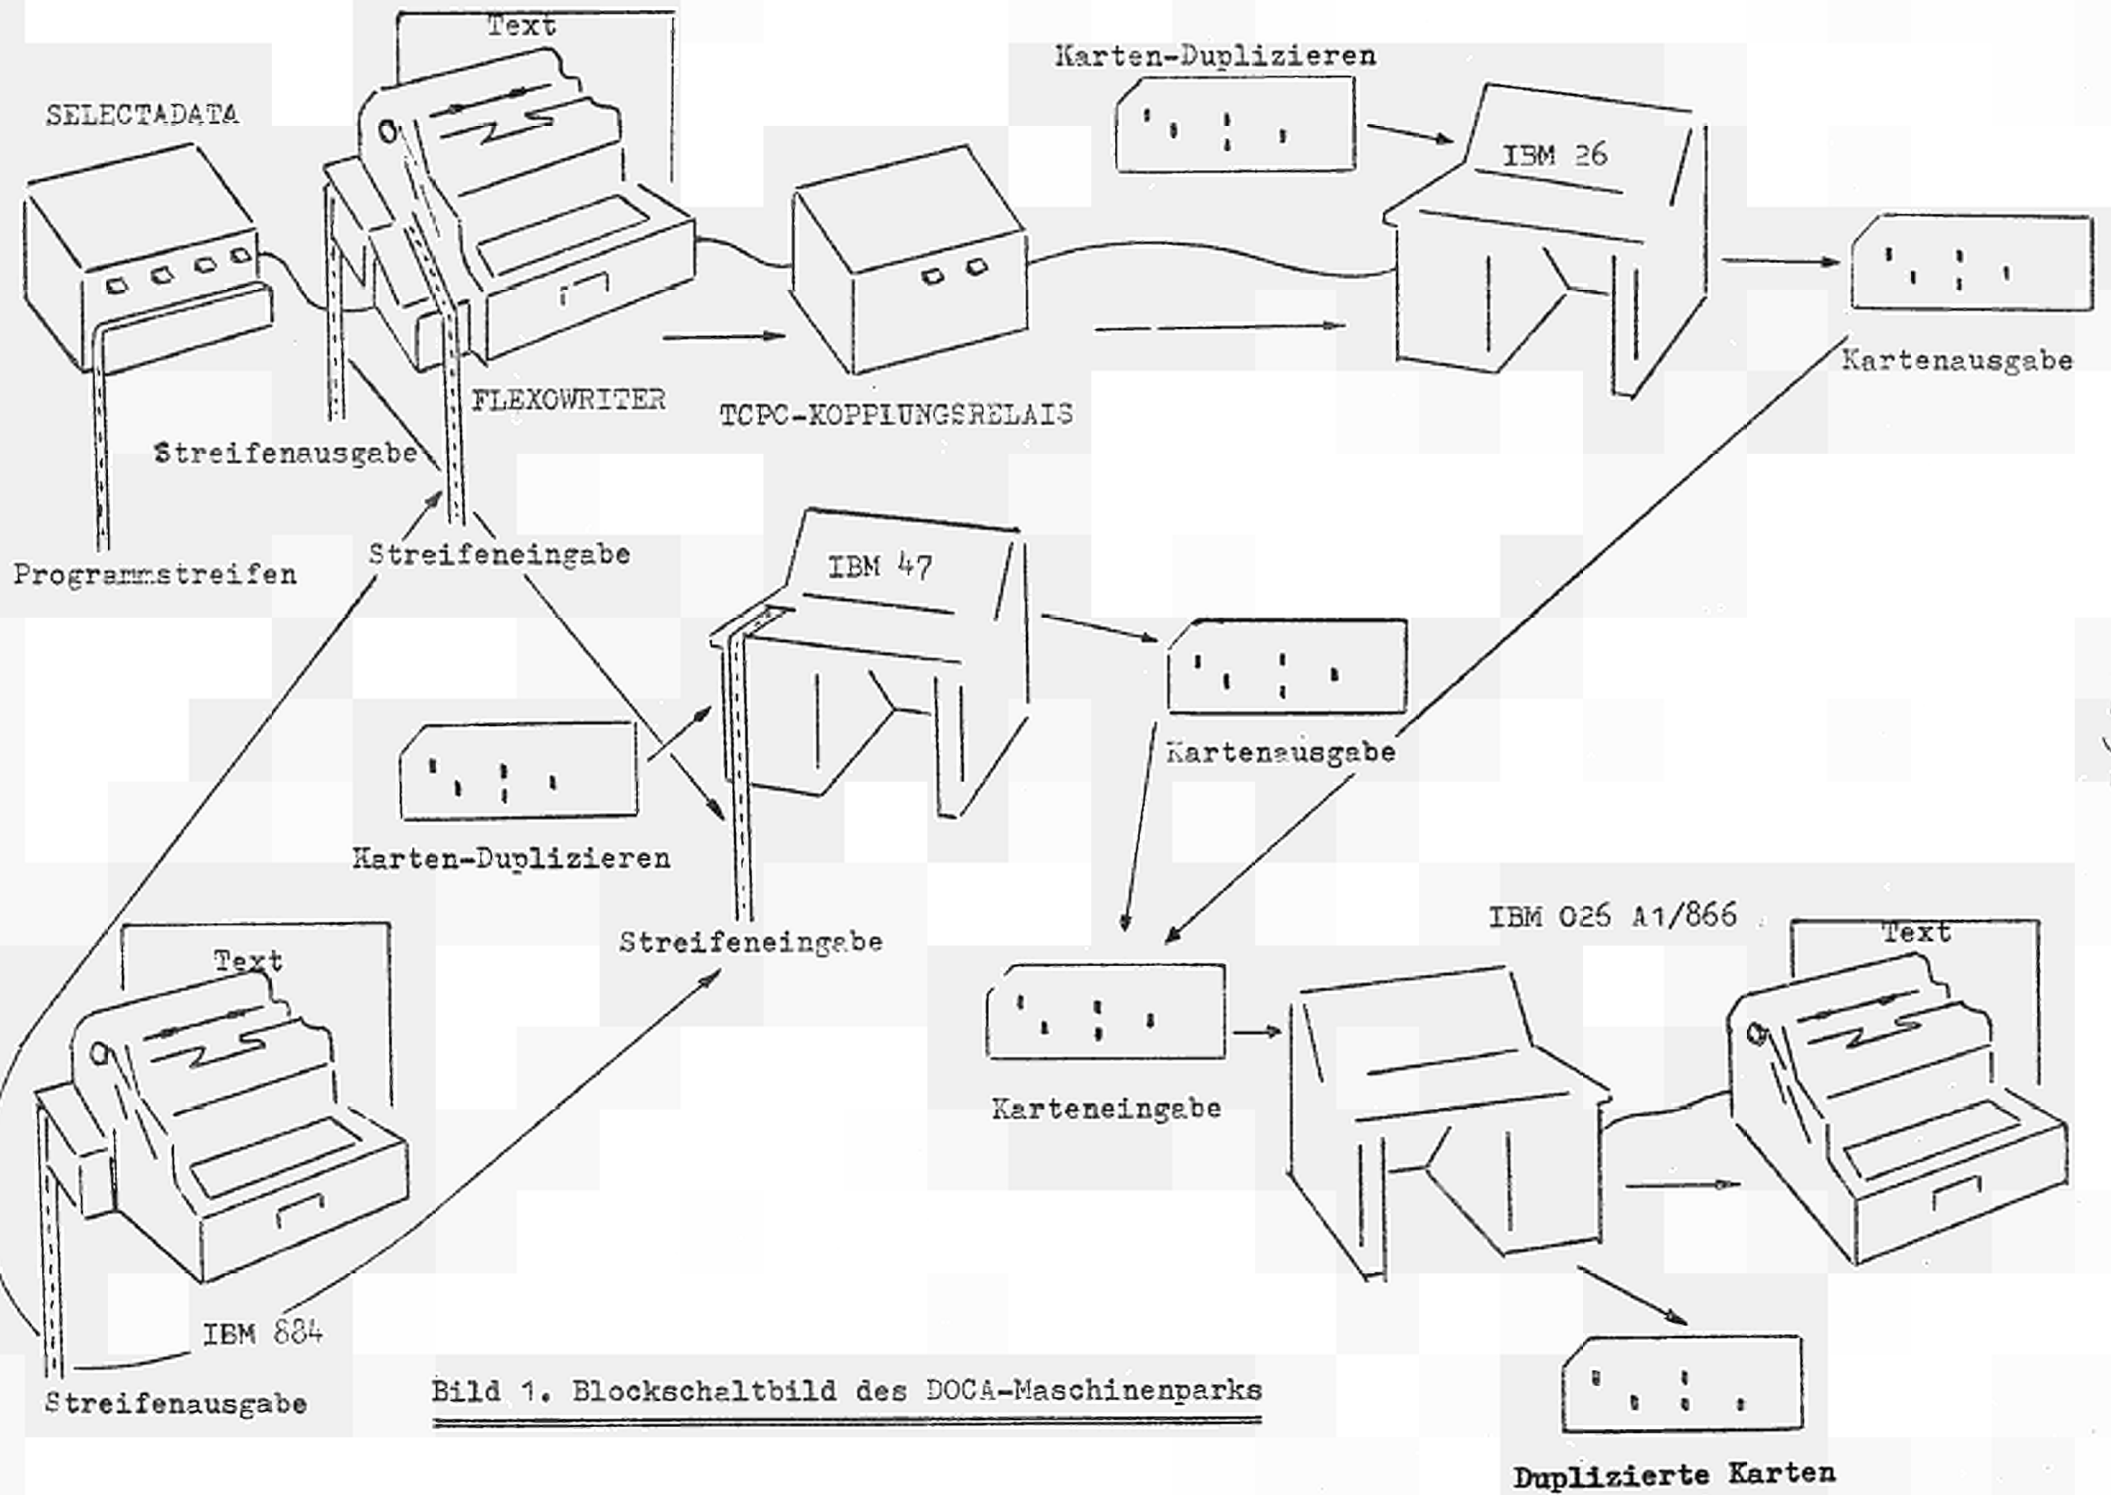 Text
Karten-Duplizieren
SELECTADATA
IBM 26
Kartenausgabe
FLEXOWRITER
TCPC-KOPPLUNGSRELAIS
Streifenausgabe
Programmstreifen
Streifeneingabe
IBM 47
Kartenausgabe
Karten-Duplizieren
Streifeneingabe
IBM 026 A1/866
Text
Text
Karteneingabe
IBM 884
Streifenausgabe
Bild 1. Blockschaltbild des DOCA-Maschinenparks
Duplizierte Karten